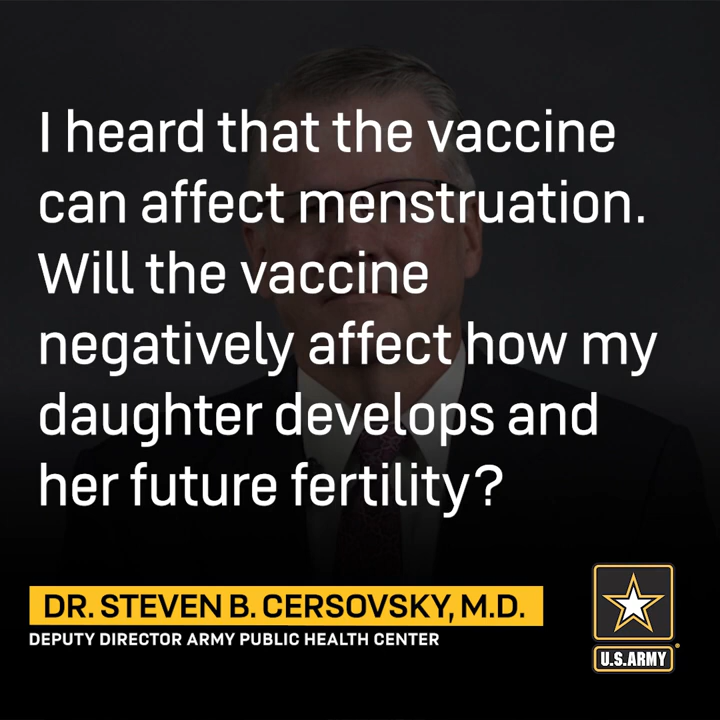 I heard that the vaccine
can affect menstruation.
Will the vaccine
negatively affect how my
daughter develops and
her future fertility?
DR. STEVEN B. CERSOVSKY, M.D.
DEPUTY DIRECTOR ARMY PUBLIC HEALTH CENTER
U.S.ARMY